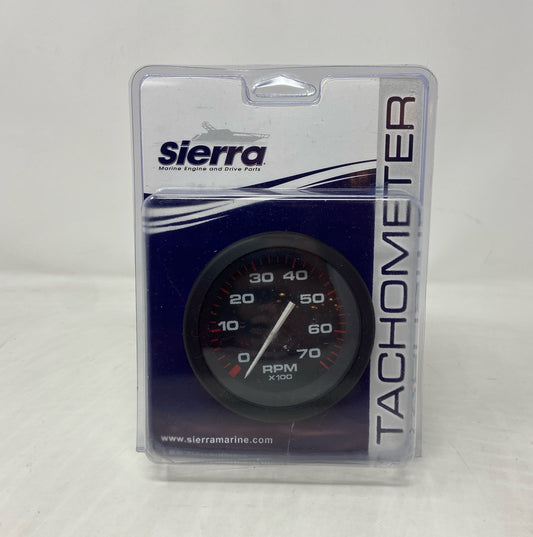 Sierra
Marine Engine and Drive Parts
TACHOMETER
30 40
20 50
10 60
0 70
RPM
X100
www.sierramarine.com